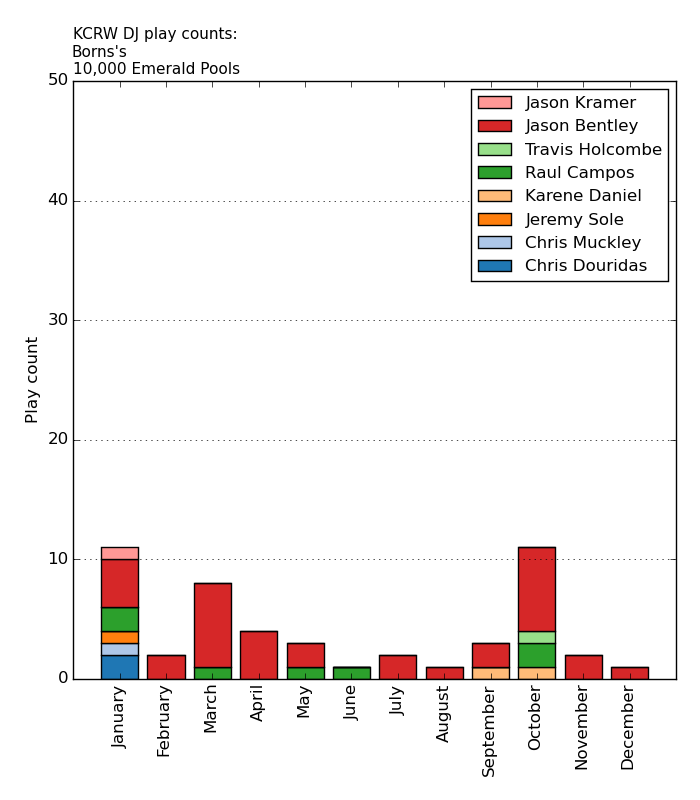 KCRW DJ play counts:
Borns's
10,000 Emerald Pools
Jason Kramer
Jason Bentley
Travis Holcombe
Raul Campos
Karene Daniel
Jeremy Sole
Chris Muckley
Chris Douridas
50
40
30
20
10
0
Play count
January
February
March
April
May
June
July
August
September
October
November
December